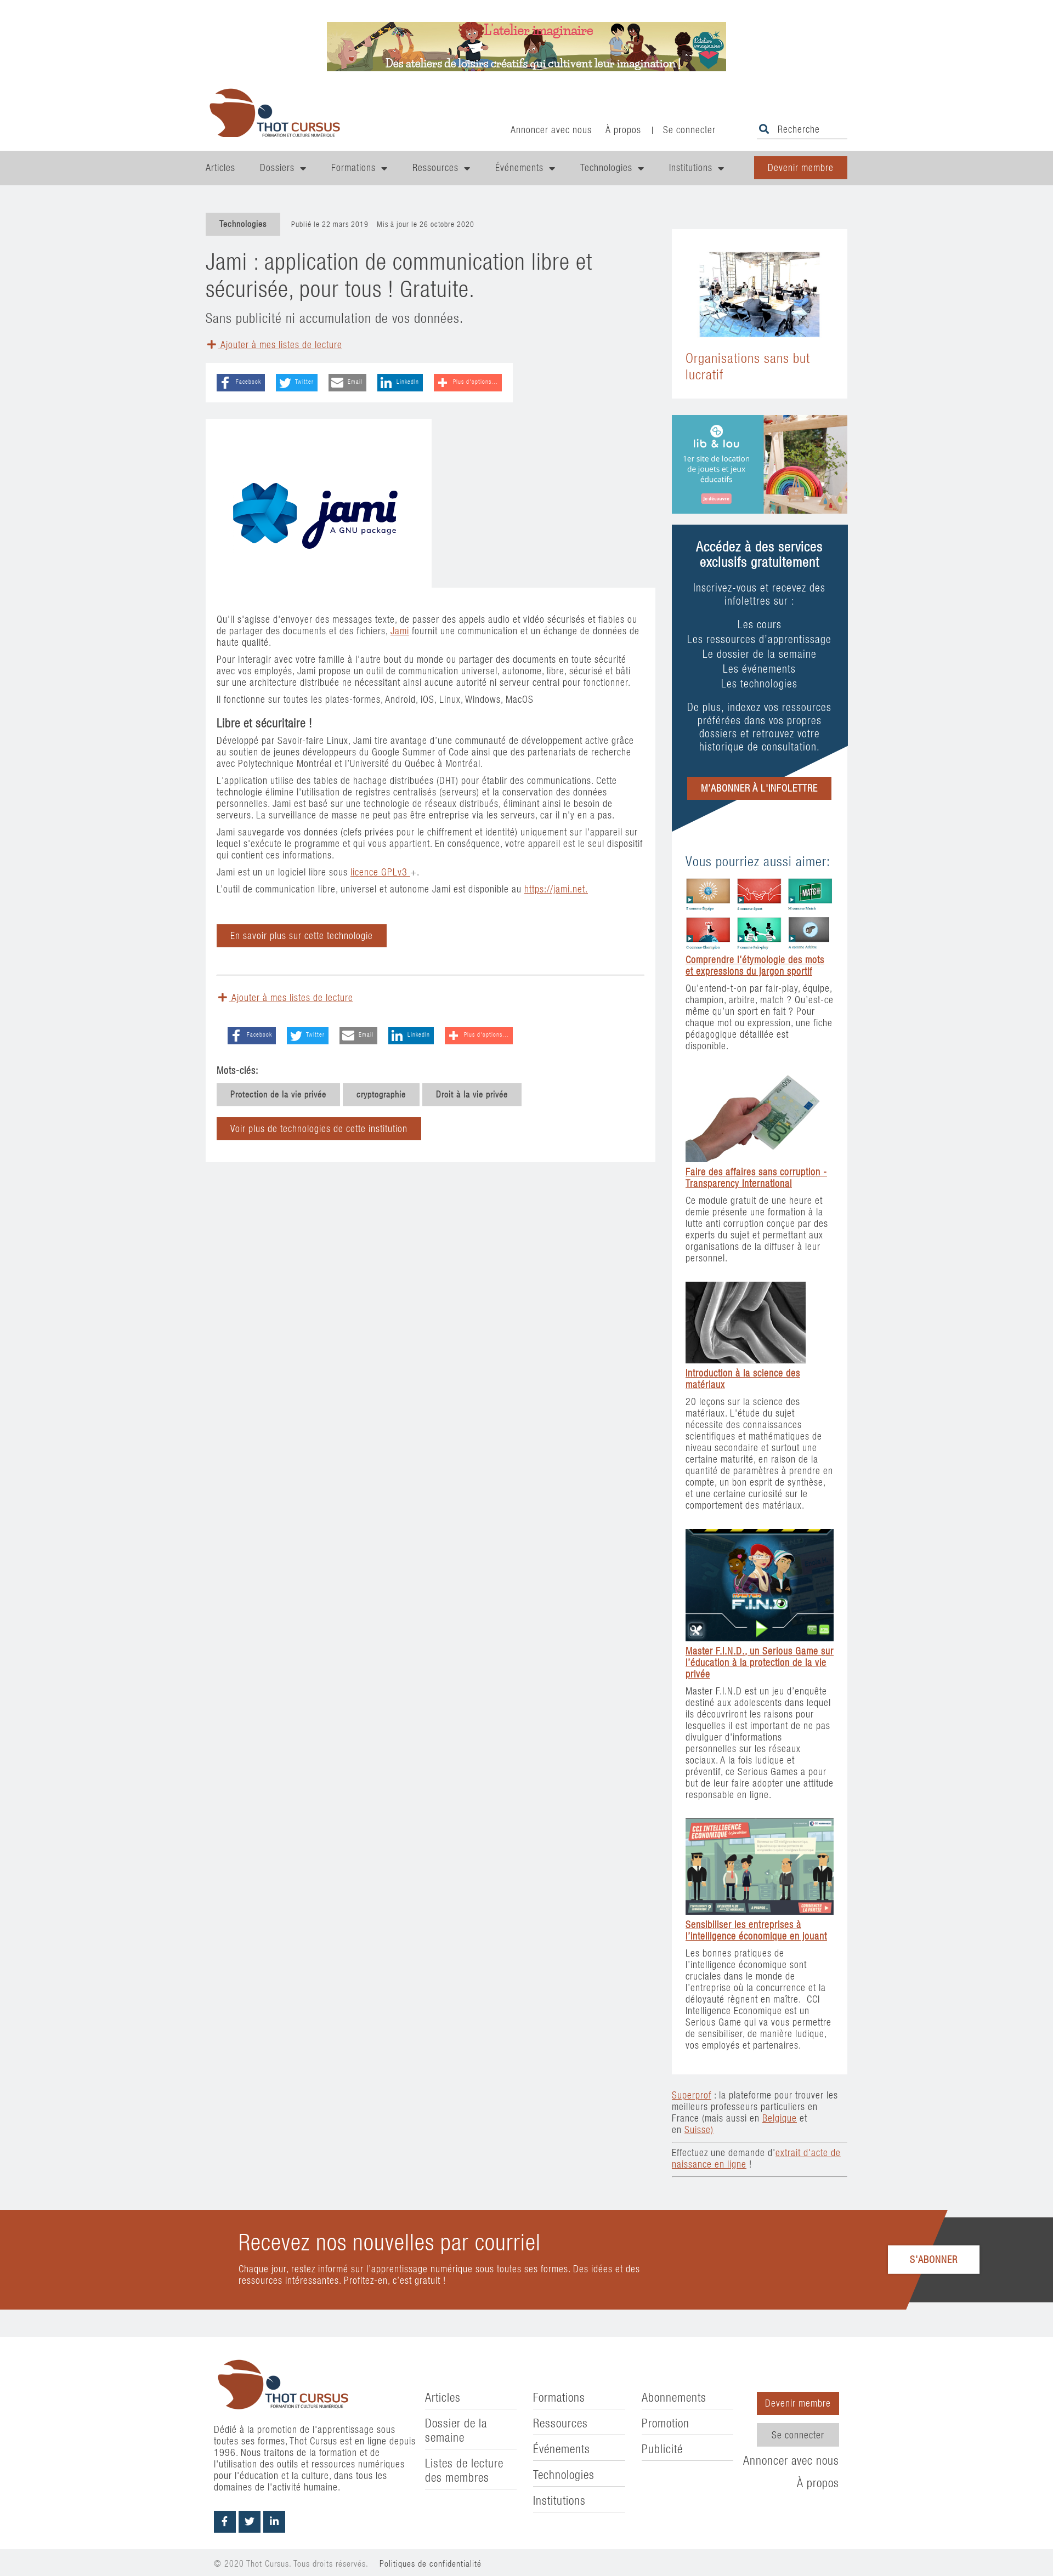 L'atelier imaginaire
Des ateliers de loisirs créatifs qui cultivent leur imagination !
L'atelier
imaginaire
THOT CURSUS
FORMATION ET CULTURE NUMÉRIQUE
Annoncer avec nous
À propos
|
Se connecter
Recherche
Articles
Dossiers
Formations
Ressources
Événements
Technologies
Institutions
Devenir membre
Technologies
Publié le 22 mars 2019 Mis à jour le 26 octobre 2020
Jami : application de communication libre et
sécurisée, pour tous ! Gratuite.
Sans publicité ni accumulation de vos données.
Ajouter à mes listes de lecture
Facebook
Twitter
Email
LinkedIn
Plus d'options...
jami
A GNU package
Qu'il s'agisse d'envoyer des messages texte, de passer des appels audio et vidéo sécurisés et fiables ou
de partager des documents et des fichiers, Jami fournit une communication et un échange de données de
haute qualité.
Pour interagir avec votre famille à l'autre bout du monde ou partager des documents en toute sécurité
avec vos employés, Jami propose un outil de communication universel, autonome, libre, sécurisé et bâti
sur une architecture distribuée ne nécessitant ainsi aucune autorité ni serveur central pour fonctionner.
Il fonctionne sur toutes les plates-formes, Android, iOS, Linux, Windows, MacOS
Libre et sécuritaire !
Développé par Savoir-faire Linux, Jami tire avantage d'une communauté de développement active grâce
au soutien de jeunes développeurs du Google Summer of Code ainsi que des partenariats de recherche
avec Polytechnique Montréal et l'Université du Québec à Montréal.
L'application utilise des tables de hachage distribuées (DHT) pour établir des communications. Cette
technologie élimine l'utilisation de registres centralisés (serveurs) et la conservation des données
personnelles. Jami est basé sur une technologie de réseaux distribués, éliminant ainsi le besoin de
serveurs. La surveillance de masse ne peut pas être entreprise via les serveurs, car il n'y en a pas.
Jami sauvegarde vos données (clefs privées pour le chiffrement et identité) uniquement sur l'appareil sur
lequel s'exécute le programme et qui vous appartient. En conséquence, votre appareil est le seul dispositif
qui contient ces informations.
Jami est un un logiciel libre sous licence GPLv3 +.
L'outil de communication libre, universel et autonome Jami est disponible au https://jami.net.
En savoir plus sur cette technologie
Ajouter à mes listes de lecture
Facebook
Twitter
Email
LinkedIn
Plus d'options...
Mots-clés:
Protection de la vie privée
cryptographie
Droit à la vie privée
Voir plus de technologies de cette institution
Organisations sans but
lucratif
lib & lou
1er site de location
de jouets et jeux
éducatifs
Je découvre
Accédez à des services
exclusifs gratuitement
Inscrivez-vous et recevez des
infolettres sur :
Les cours
Les ressources d'apprentissage
Le dossier de la semaine
Les événements
Les technologies
De plus, indexez vos ressources
préférées dans vos propres
dossiers et retrouvez votre
historique de consultation.
M'ABONNER À L'INFOLETTRE
Vous pourriez aussi aimer:
MATCH
E comme Équipe
S comme Sport
M comme Match
C comme Champion
F comme Fair-play
A comme Arbitre
Comprendre l'étymologie des mots
et expressions du jargon sportif
Qu'entend-t-on par fair-play, équipe,
champion, arbitre, match ? Qu'est-ce
même qu'un sport en fait ? Pour
chaque mot ou expression, une fiche
pédagogique détaillée est
disponible.
100
Faire des affaires sans corruption -
Transparency International
Ce module gratuit de une heure et
demie présente une formation à la
lutte anti corruption conçue par des
experts du sujet et permettant aux
organisations de la diffuser à leur
personnel.
Introduction à la science des
matériaux
20 leçons sur la science des
matériaux. L'étude du sujet
nécessite des connaissances
scientifiques et mathématiques de
niveau secondaire et surtout une
certaine maturité, en raison de la
quantité de paramètres à prendre en
compte, un bon esprit de synthèse,
et une certaine curiosité sur le
comportement des matériaux.
MASTER
F.I.N.D
Master F.I.N.D., un Serious Game sur
l'éducation à la protection de la vie
privée
Master F.I.N.D est un jeu d'enquête
destiné aux adolescents dans lequel
ils découvriront les raisons pour
lesquelles il est important de ne pas
divulguer d'informations
personnelles sur les réseaux
sociaux. A la fois ludique et
préventif, ce Serious Games a pour
but de leur faire adopter une attitude
responsable en ligne.
CCI INTELLIGENCE
ECONOMIQUE
Sensibiliser les entreprises à
l'intelligence économique en jouant
Les bonnes pratiques de
l'intelligence économique sont
cruciales dans le monde de
l'entreprise où la concurrence et la
déloyauté règnent en maître. CCI
Intelligence Economique est un
Serious Game qui va vous permettre
de sensibiliser, de manière ludique,
vos employés et partenaires.
Superprof : la plateforme pour trouver les
meilleurs professeurs particuliers en
France (mais aussi en Belgique et
en Suisse)
Effectuez une demande d'extrait d'acte de
naissance en ligne !
Recevez nos nouvelles par courriel
Chaque jour, restez informé sur l'apprentissage numérique sous toutes ses formes. Des idées et des
ressources intéressantes. Profitez-en, c'est gratuit !
S'ABONNER
THOT CURSUS
FORMATION ET CULTURE NUMÉRIQUE
Dédié à la promotion de l'apprentissage sous
toutes ses formes, Thot Cursus est en ligne depuis
1996. Nous traitons de la formation et de
l'utilisation des outils et ressources numériques
pour l'éducation et la culture, dans tous les
domaines de l'activité humaine.
Articles
Dossier de la
semaine
Listes de lecture
des membres
Formations
Ressources
Événements
Technologies
Institutions
Abonnements
Promotion
Publicité
Devenir membre
Se connecter
Annoncer avec nous
À propos
© 2020 Thot Cursus. Tous droits réservés. Politiques de confidentialité